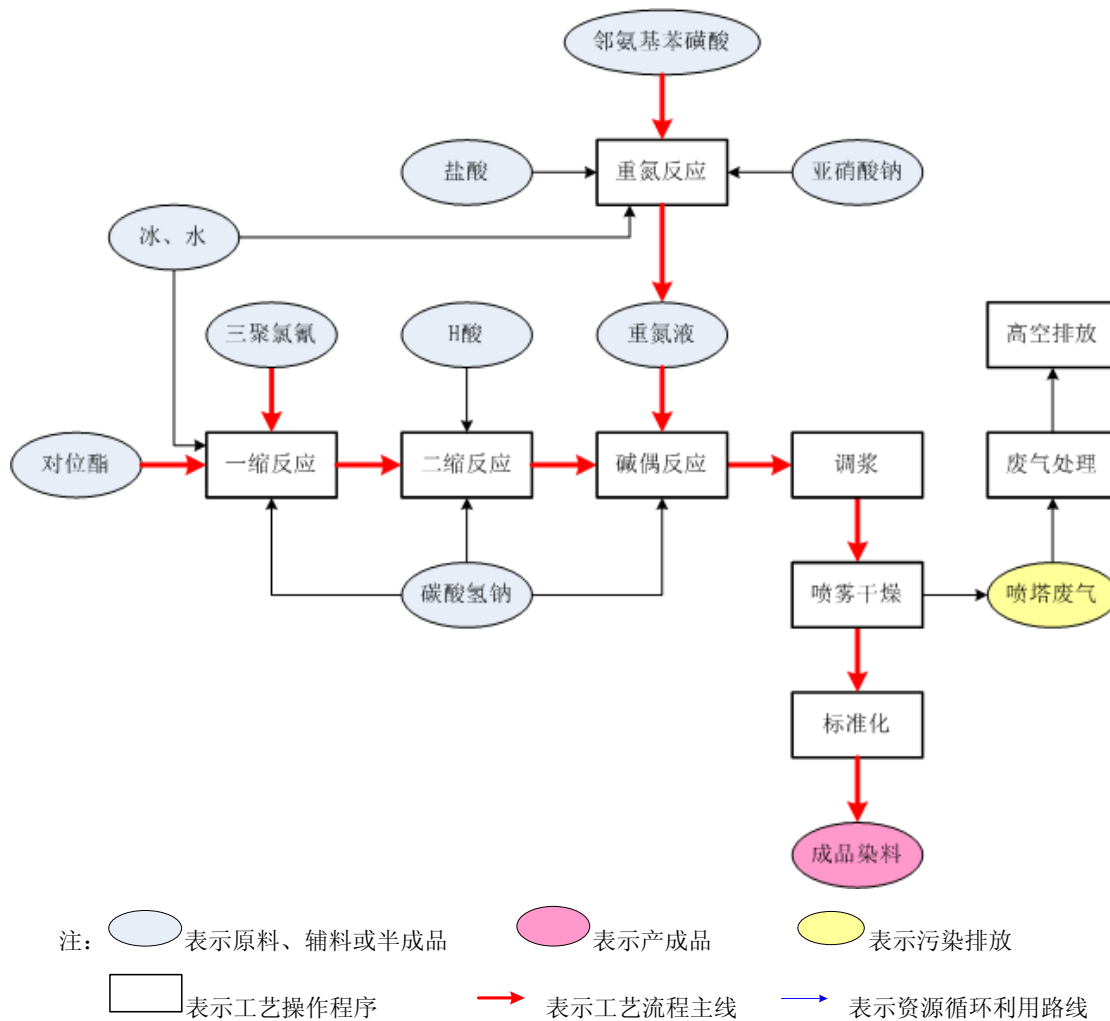 邻氨基苯磺酸
盐酸
重氮反应
亚硝酸钠
冰、水
三聚氯氰
H酸
重氮液
高空排放
对位酯
一缩反应
二缩反应
碱偶反应
调浆
废气处理
碳酸氢钠
喷雾干燥
喷塔废气
标准化
成品染料
注：
表示原料、辅料或半成品
表示产成品
表示污染排放
表示工艺操作程序
表示工艺流程主线
表示资源循环利用路线